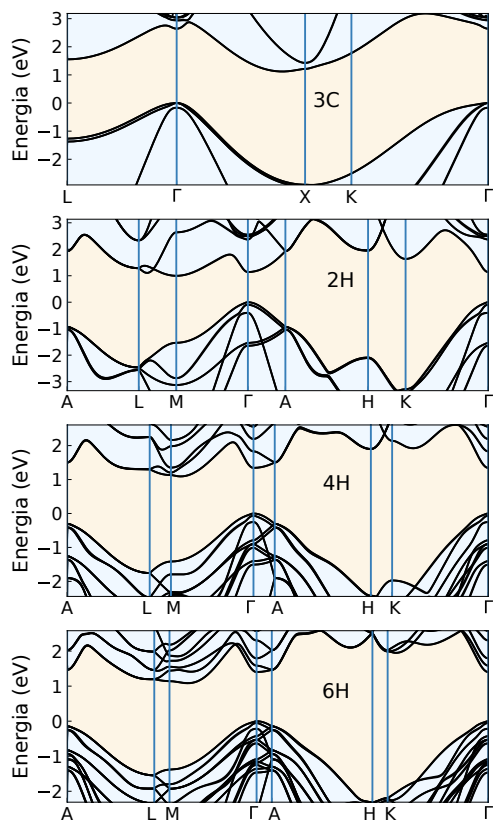 3
2
1
0
−1
−2
Energia (eV)
3C
L Γ X K Γ
3
2
1
0
−1
−2
−3
Energia (eV)
2H
A L M Γ A H K Γ
2
1
0
−1
−2
Energia (eV)
4H
A L M Γ A H K Γ
2
1
0
−1
−2
Energia (eV)
6H
A L M Γ A H K Γ